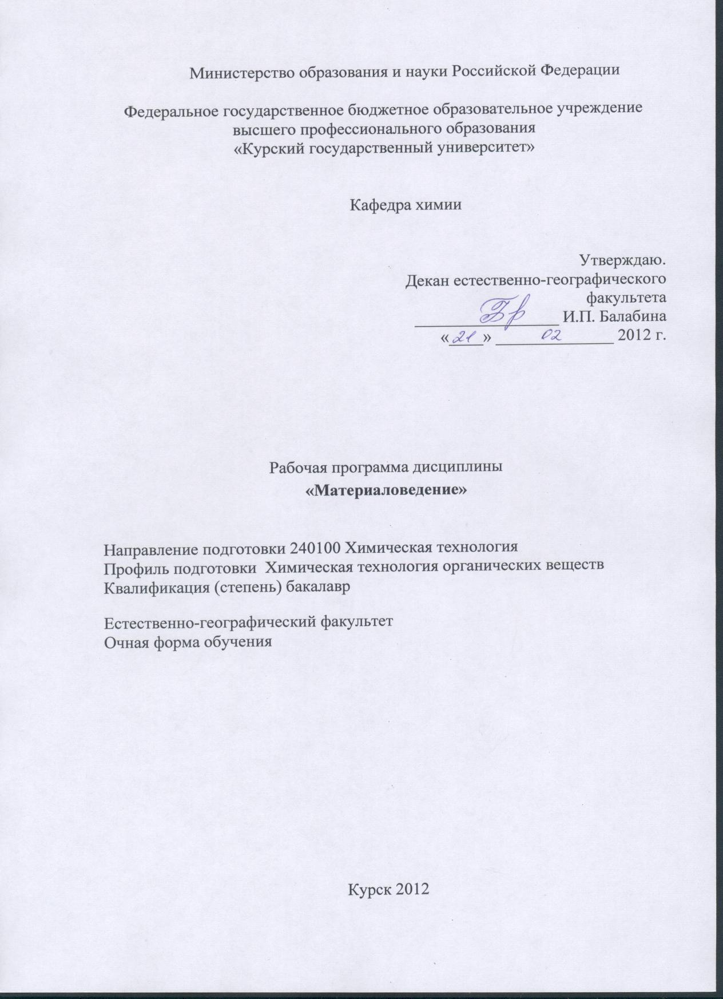 Министерство образования и науки Российской Федерации
Федеральное государственное бюджетное образовательное учреждение
высшего профессионального образования
«Курский государственный университет»
Кафедра химии
Утверждаю.
Декан естественно-географического
факультета
И.П. Балабина
«21» 02 2012 г.
Рабочая программа дисциплины
«Материаловедение»
Направление подготовки 240100 Химическая технология
Профиль подготовки Химическая технология органических веществ
Квалификация (степень) бакалавр
Естественно-географический факультет
Очная форма обучения
Курск 2012